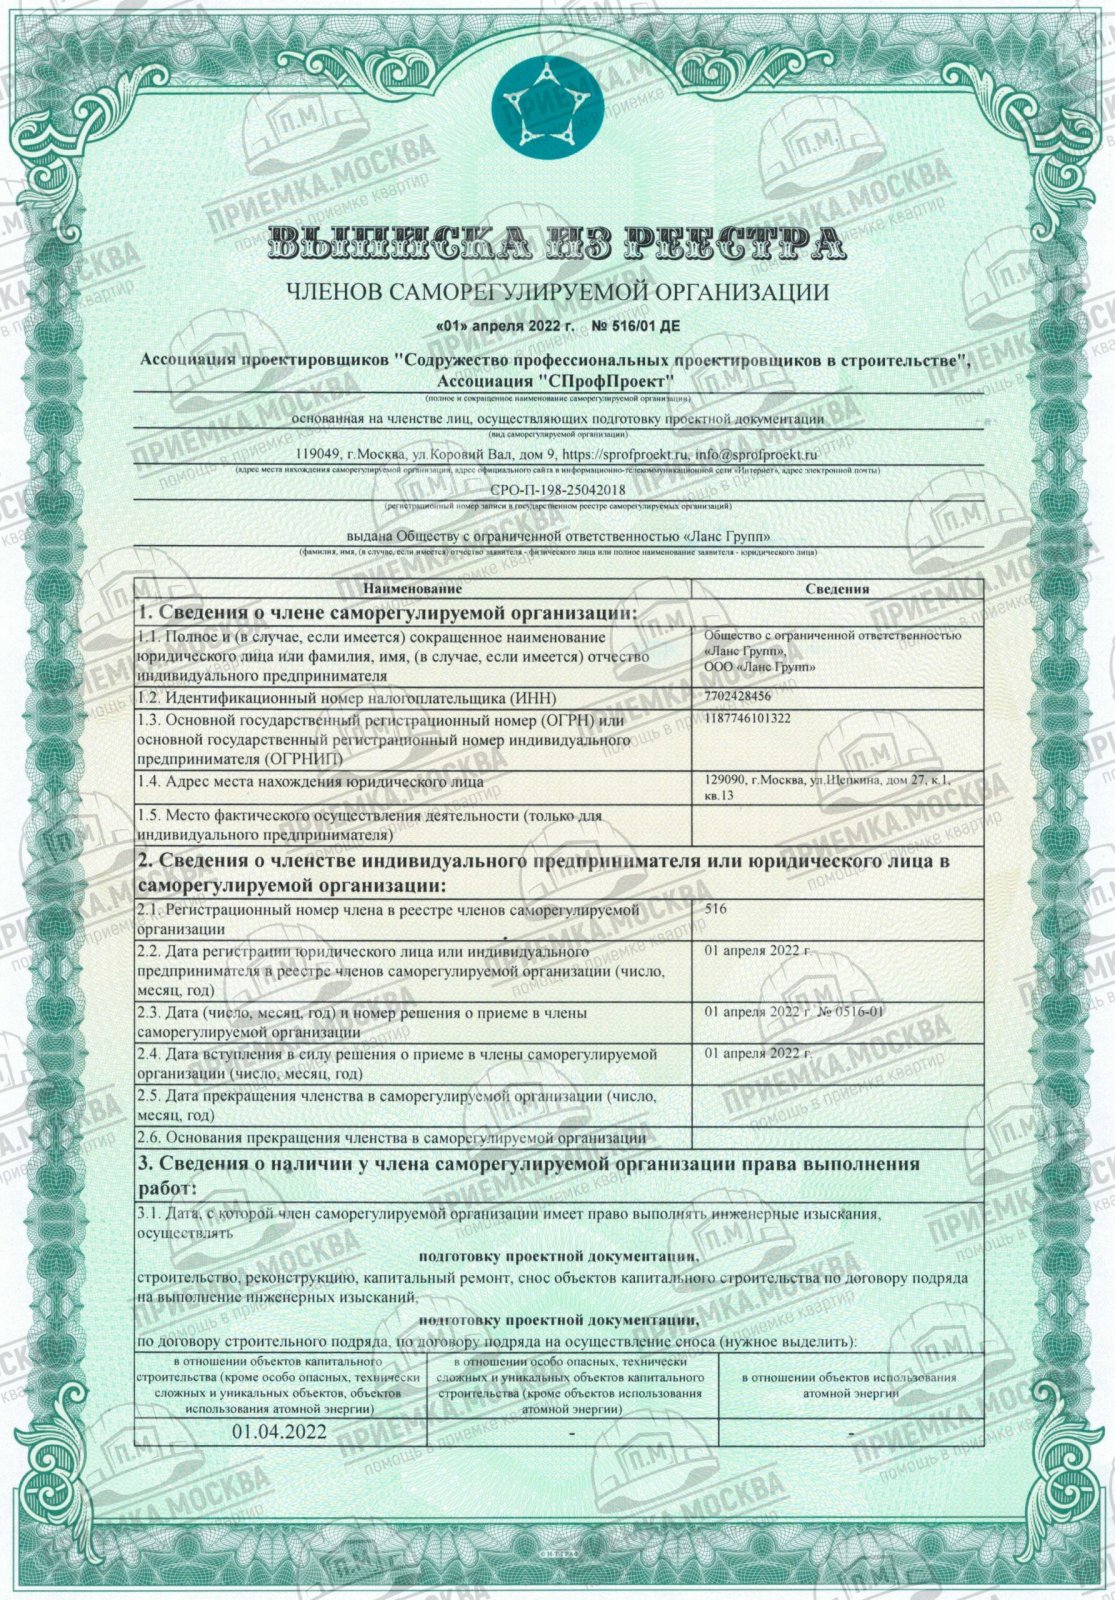 ВЫПИСКА ИЗ РЕЕСТРА
ЧЛЕНОВ САМОРЕГУЛИРУЕМОЙ ОРГАНИЗАЦИИ
«01» апреля 2022 г. № 516/01 ДЕ
Ассоциация проектировщиков "Содружество профессиональных проектировщиков в строительстве",
Ассоциация "СПрофПроект"
(полное и сокращенное наименование саморегулируемой организации)
основанная на членстве лиц, осуществляющих подготовку проектной документации
(вид саморегулируемой организации)
119049, г.Москва, ул.Коровий Вал, дом 9, https://sprofproekt.ru, info@sprofproekt.ru
(адрес места нахождения саморегулируемой организации, адрес официального сайта в информационно-телекоммуникационной сети «Интернет», адрес электронной почты)
СРО-П-198-25042018
(регистрационный номер записи в государственном реестре саморегулируемых организаций)
выдана Обществу с ограниченной ответственностью «Ланс Групп»
(фамилия, имя, (в случае, если имеется) отчество заявителя - физического лица или полное наименование заявителя - юридического лица)
Наименование Сведения
1. Сведения о члене саморегулируемой организации:
1.1. Полное и (в случае, если имеется) сокращенное наименование
юридического лица или фамилия, имя, (в случае, если имеется) отчество
индивидуального предпринимателя
Общество с ограниченной ответственностью
«Ланс Групп»,
ООО «Ланс Групп»
1.2. Идентификационный номер налогоплательщика (ИНН) 7702428456
1.3. Основной государственный регистрационный номер (ОГРН) или
основной государственный регистрационный номер индивидуального
предпринимателя (ОГРНИП)
1187746101322
1.4. Адрес места нахождения юридического лица
129090, г.Москва, ул.Щепкина, дом 27, к.1,
кв.13
1.5. Место фактического осуществления деятельности (только для
индивидуального предпринимателя)
2. Сведения о членстве индивидуального предпринимателя или юридического лица в
саморегулируемой организации:
2.1. Регистрационный номер члена в реестре членов саморегулируемой
организации
516
2.2. Дата регистрации юридического лица или индивидуального
предпринимателя в реестре членов саморегулируемой организации (число,
месяц, год)
01 апреля 2022 г.
2.3. Дата (число, месяц, год) и номер решения о приеме в члены
саморегулируемой организации
01 апреля 2022 г. № 0516-01
2.4. Дата вступления в силу решения о приеме в члены саморегулируемой
организации (число, месяц, год)
01 апреля 2022 г.
2.5. Дата прекращения членства в саморегулируемой организации (число,
месяц, год)
2.6. Основания прекращения членства в саморегулируемой организации
3. Сведения о наличии у члена саморегулируемой организации права выполнения
работ:
3.1. Дата, с которой член саморегулируемой организации имеет право выполнять инженерные изыскания,
осуществлять
подготовку проектной документации,
строительство, реконструкцию, капитальный ремонт, снос объектов капитального строительства по договору подряда
на выполнение инженерных изысканий,
подготовку проектной документации,
по договору строительного подряда, по договору подряда на осуществление сноса (нужное выделить):
в отношении объектов капитального
строительства (кроме особо опасных, технически
сложных и уникальных объектов, объектов
использования атомной энергии)
в отношении особо опасных, технически
сложных и уникальных объектов капитального
строительства (кроме объектов использования
атомной энергии)
в отношении объектов использования
атомной энергии
01.04.2022 - -
П.М
ПРИЕМКА.МОСКВА
помощь в приемке квартир